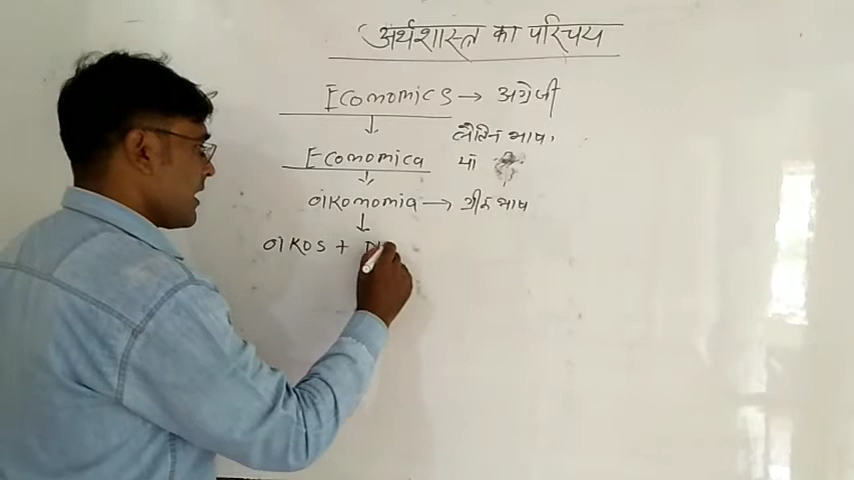 अर्थशास्त्र का परिचय
Economics → अंग्रेजी
Economica लैटिन भाषा
या
oikonomia → ग्रीक भाषा
oikos + N